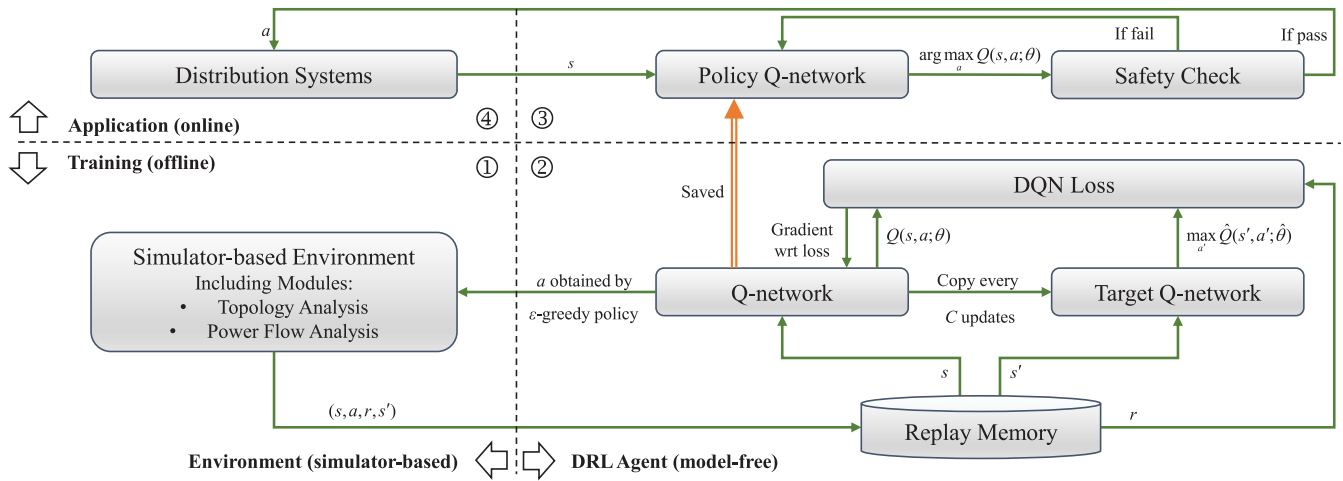 a
If fail
If pass
Distribution Systems
s
Policy Q-network
arg max Q(s,a;θ)
a
Safety Check
Application (online)
④
③
Training (offline)
①
②
DQN Loss
Saved
Gradient
wrt loss
Q(s,a;θ)
max Q̂(s′,a′;θ̂)
a′
Simulator-based Environment
Including Modules:
• Topology Analysis
• Power Flow Analysis
a obtained by
ε-greedy policy
Q-network
Copy every
C updates
Target Q-network
s
s′
(s,a,r,s′)
Replay Memory
r
Environment (simulator-based)
DRL Agent (model-free)